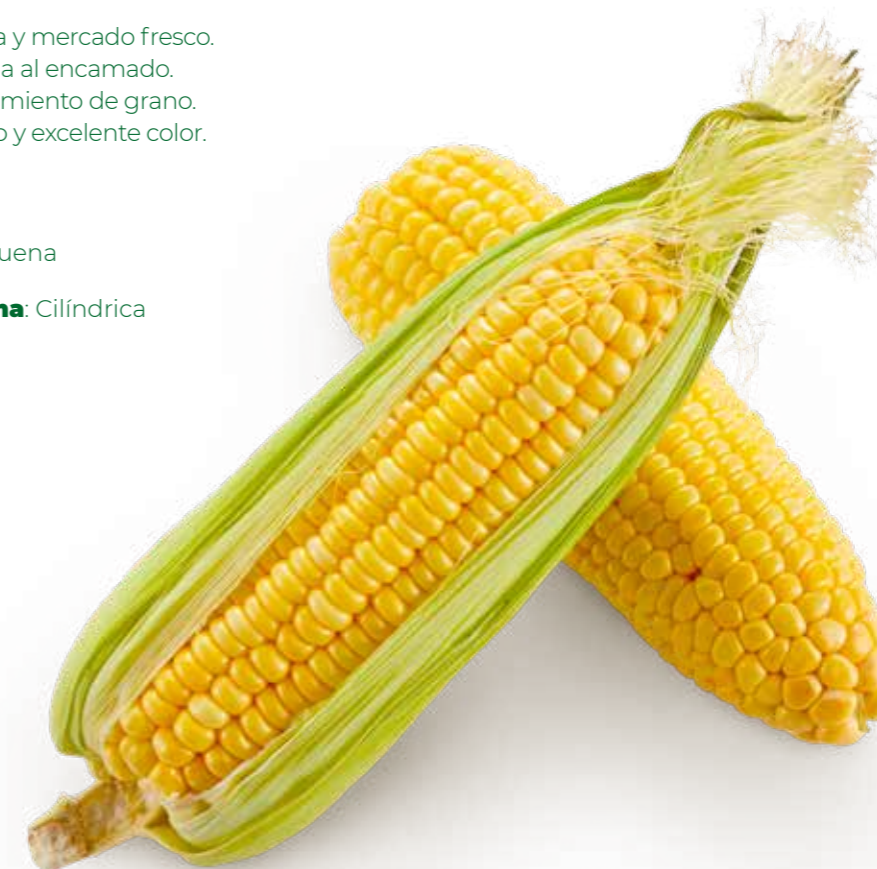 a y mercado fresco.
a al encamado.
miento de grano.
o y excelente color.
uena
na: Cilíndrica